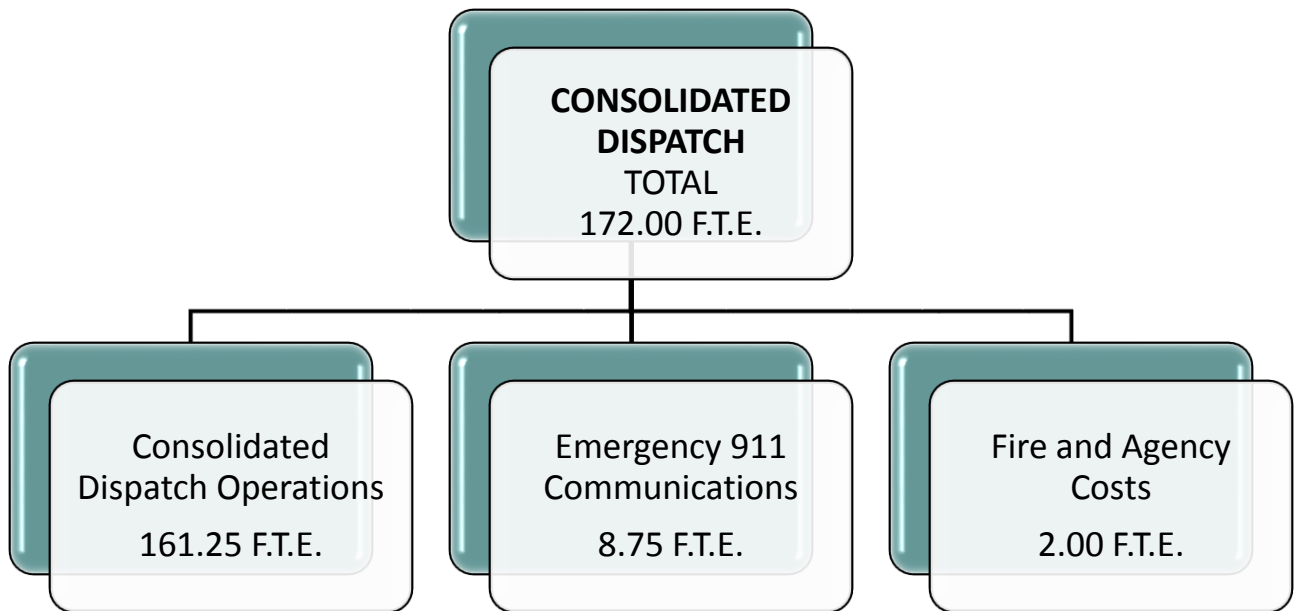 CONSOLIDATED
DISPATCH
TOTAL
172.00 F.T.E.
Consolidated
Dispatch Operations
161.25 F.T.E.
Emergency 911
Communications
8.75 F.T.E.
Fire and Agency
Costs
2.00 F.T.E.